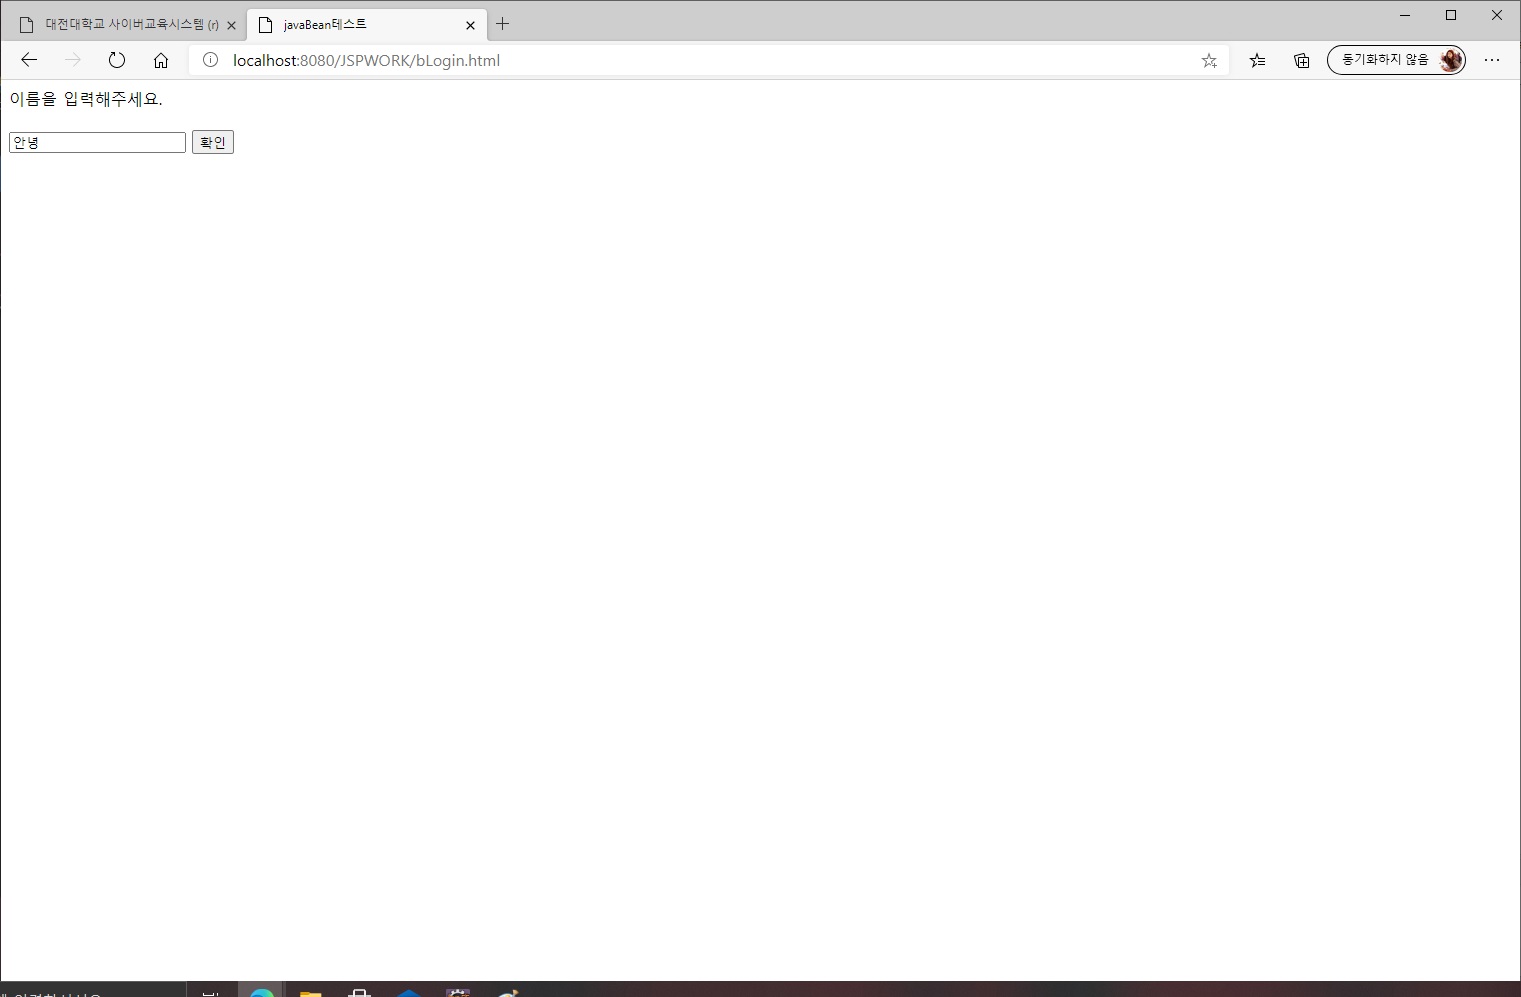 대전대학교 사이버교육시스템 (r)
javaBean테스트
localhost:8080/JSPWORK/bLogin.html
동기화하지 않음
이름을 입력해주세요.
안녕
확인